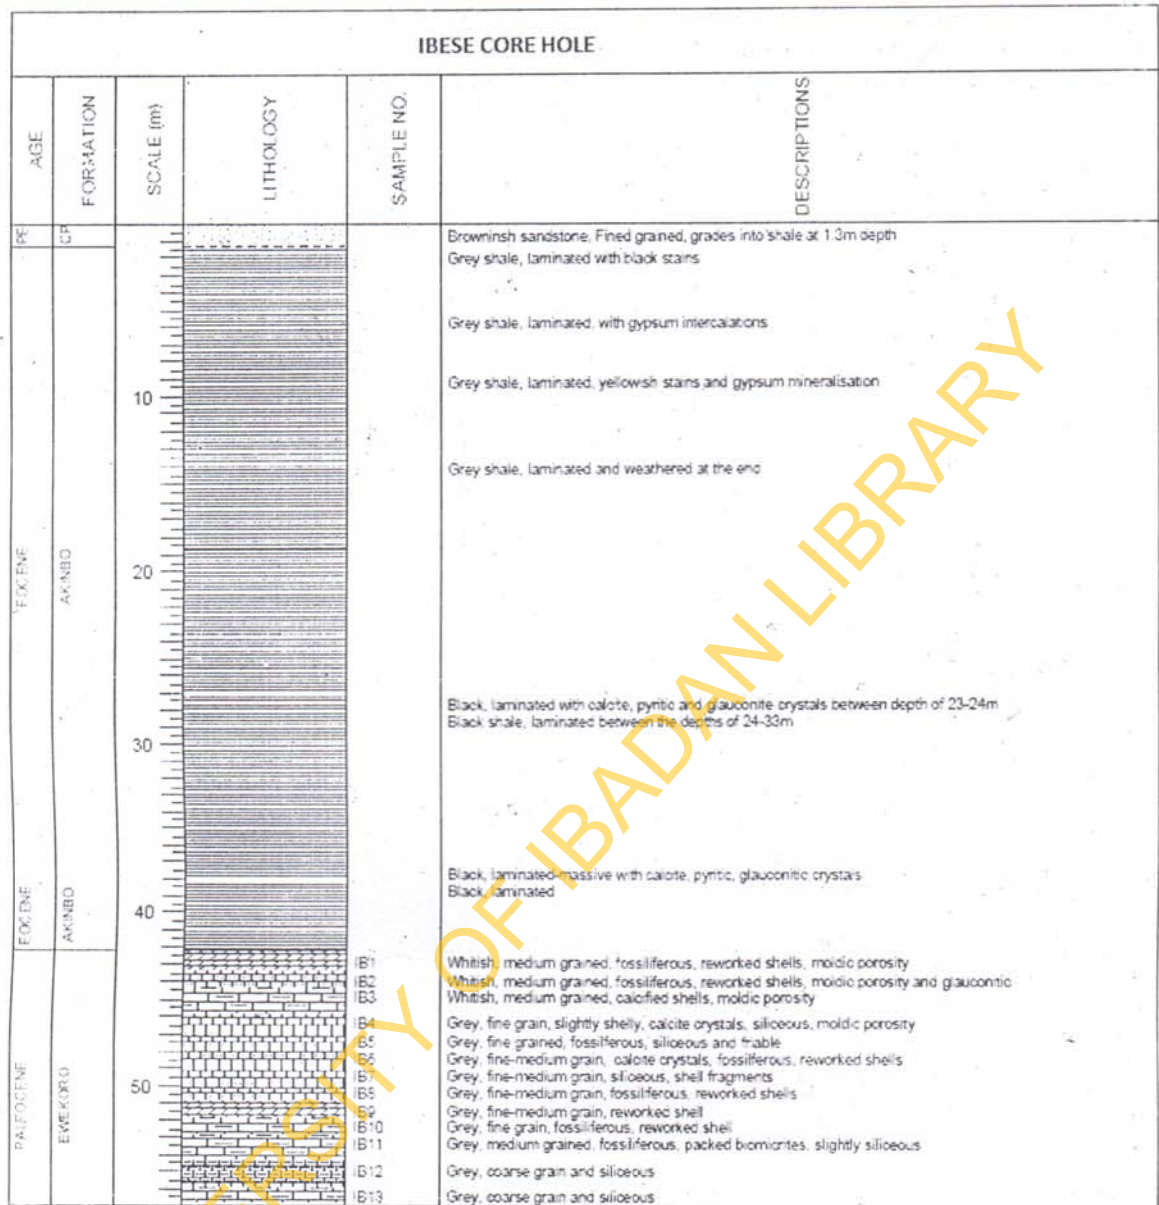 IBESE CORE HOLE
AGE
FORMATION
SCALE (m)
LITHOLOGY
SAMPLE NO.
DESCRIPTIONS
PE
CP
Browninsh sandstone, Fined grained, grades into shale at 1.3m depth
Grey shale, laminated with black stains
Grey shale, laminated, with gypsum intercalations
Grey shale, laminated, yellowish stains and gypsum mineralisation
10
Grey shale, laminated and weathered at the end
EOCENE
AKINBO
20
Black, laminated with calcite, pyritic and glauconite crystals between depth of 23-24m
Black shale, laminated between the depths of 24-33m
30
Black, laminated-massive with calcite, pyritic, glauconitic crystals
Black, laminated
EOCENE
AKINBO
40
IB1 Whitish, medium grained, fossiliferous, reworked shells, moldic porosity
IB2 Whitish, medium grained, fossiliferous, reworked shells, moldic porosity and glauconitic
IB3 Whitish, medium grained, calcified shells, moldic porosity
IB4 Grey, fine grain, slightly shelly, calcite crystals, siliceous, moldic porosity
IB5 Grey, fine grained, fossilferous, siliceous and friable
IB6 Grey, fine-medium grain, calcite crystals, fossilferous, reworked shells
IB7 Grey, fine-medium grain, siliceous, shell fragments
50
IB8 Grey, fine-medium grain, fossiliferous, reworked shells
IB9 Grey, fine-medium grain, reworked shell
IB10 Grey, fine grain, fossiliferous, reworked shell
IB11 Grey, medium grained, fossiliferous, packed biomicrites, slightly siliceous
PALEOCENE
EWEKORO
IB12 Grey, coarse grain and siliceous
IB13 Grey, coarse grain and siliceous
ERSITY OF IBADAN LIBRARY